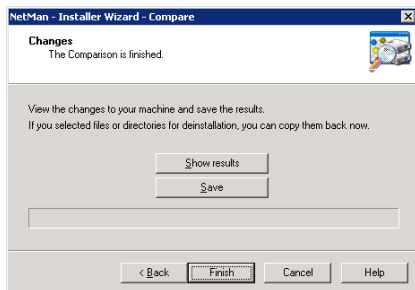 NetMan - Installer Wizard - Compare
Changes
The Comparison is finished.
View the changes to your machine and save the results.
If you selected files or directories for deinstallation, you can copy them back now.
Show results
Save
< Back
Finish
Cancel
Help